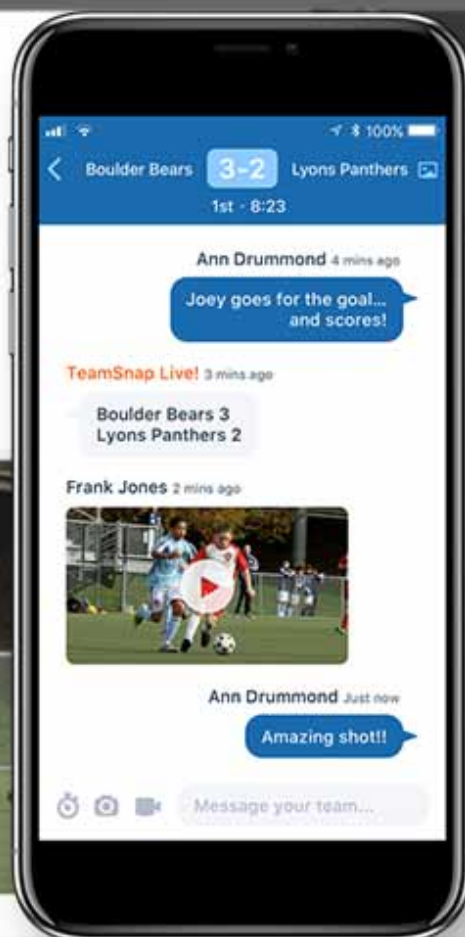 100%
Boulder Bears 3-2 Lyons Panthers
1st - 8:23
Ann Drummond 4 mins ago
Joey goes for the goal...
and scores!
TeamSnap Live! 3 mins ago
Boulder Bears 3
Lyons Panthers 2
Frank Jones 2 mins ago
Ann Drummond Just now
Amazing shot!!
Message your team...